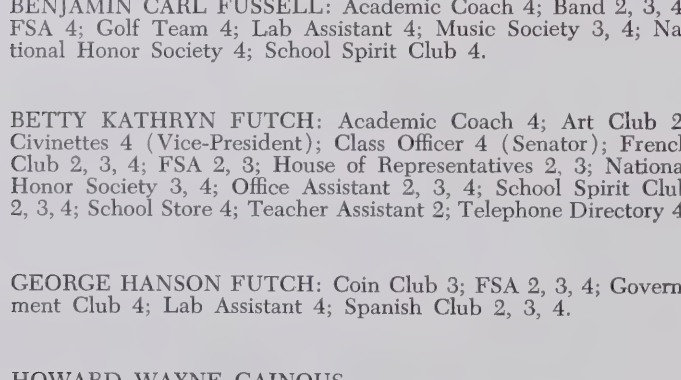 BENJAMIN CARL FUSSELL: Academic Coach 4; Band 2, 3, 4
FSA 4; Golf Team 4; Lab Assistant 4; Music Society 3, 4; Na
tional Honor Society 4; School Spirit Club 4.
BETTY KATHRYN FUTCH: Academic Coach 4; Art Club 2
Civinettes 4 (Vice-President); Class Officer 4 (Senator); Frenc
Club 2, 3, 4; FSA 2, 3; House of Representatives 2, 3; Nationa
Honor Society 3, 4; Office Assistant 2, 3, 4; School Spirit Clu
2, 3, 4; School Store 4; Teacher Assistant 2; Telephone Directory 4
GEORGE HANSON FUTCH: Coin Club 3; FSA 2, 3, 4; Govern
ment Club 4; Lab Assistant 4; Spanish Club 2, 3, 4.
HOWARD WAYNE GAINOUS